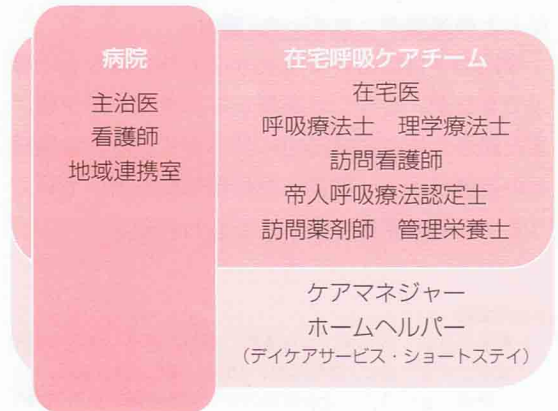 病院
主治医
看護師
地域連携室
在宅呼吸ケアチーム
在宅医
呼吸療法士　理学療法士
訪問看護師
帝人呼吸療法認定士
訪問薬剤師　管理栄養士
ケアマネジャー
ホームヘルパー
（デイケアサービス・ショートステイ）